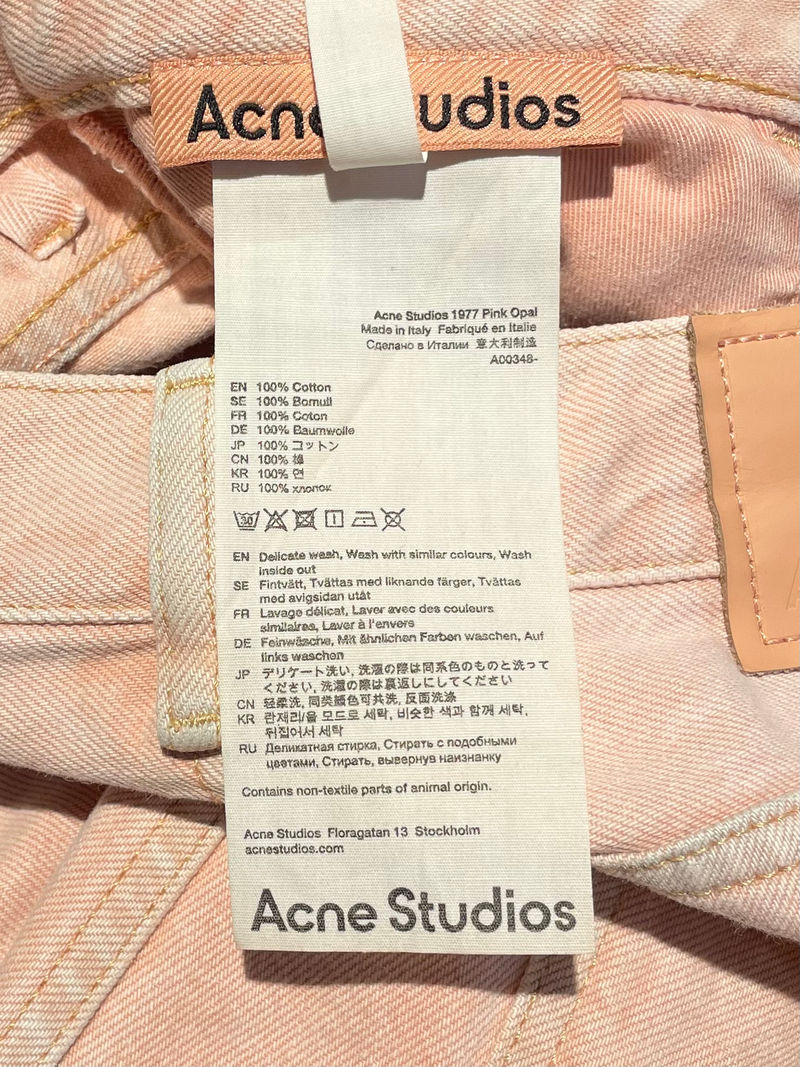 Acne Studios
Acne Studios 1977 Pink Opal
Made in Italy Fabriqué en Italie
Сделано в Италии 意大利制造
A00348-
EN 100% Cotton
SE 100% Bomull
FR 100% Coton
DE 100% Baumwolle
JP 100% コットン
CN 100% 棉
KR 100% 면
RU 100% хлопок
30
EN Delicate wash, Wash with similar colours, Wash
inside out
SE Fintvätt, Tvättas med liknande färger, Tvättas
med avigsidan utåt
FR Lavage délicat, Laver avec des couleurs
similaires, Laver à l'envers
DE Feinwäsche, Mit ähnlichen Farben waschen, Auf
links waschen
JP デリケート洗い, 洗濯の際は同系色のものと洗って
ください, 洗濯の際は裏返しにしてください
CN 轻柔洗, 同类颜色可共洗, 反面洗涤
KR 란제리/울 모드로 세탁, 비슷한 색과 함께 세탁,
뒤집어서 세탁
RU Деликатная стирка, Стирать с подобными
цветами, Стирать, вывернув наизнанку
Contains non-textile parts of animal origin.
Acne Studios Floragatan 13 Stockholm
acnestudios.com
Acne Studios